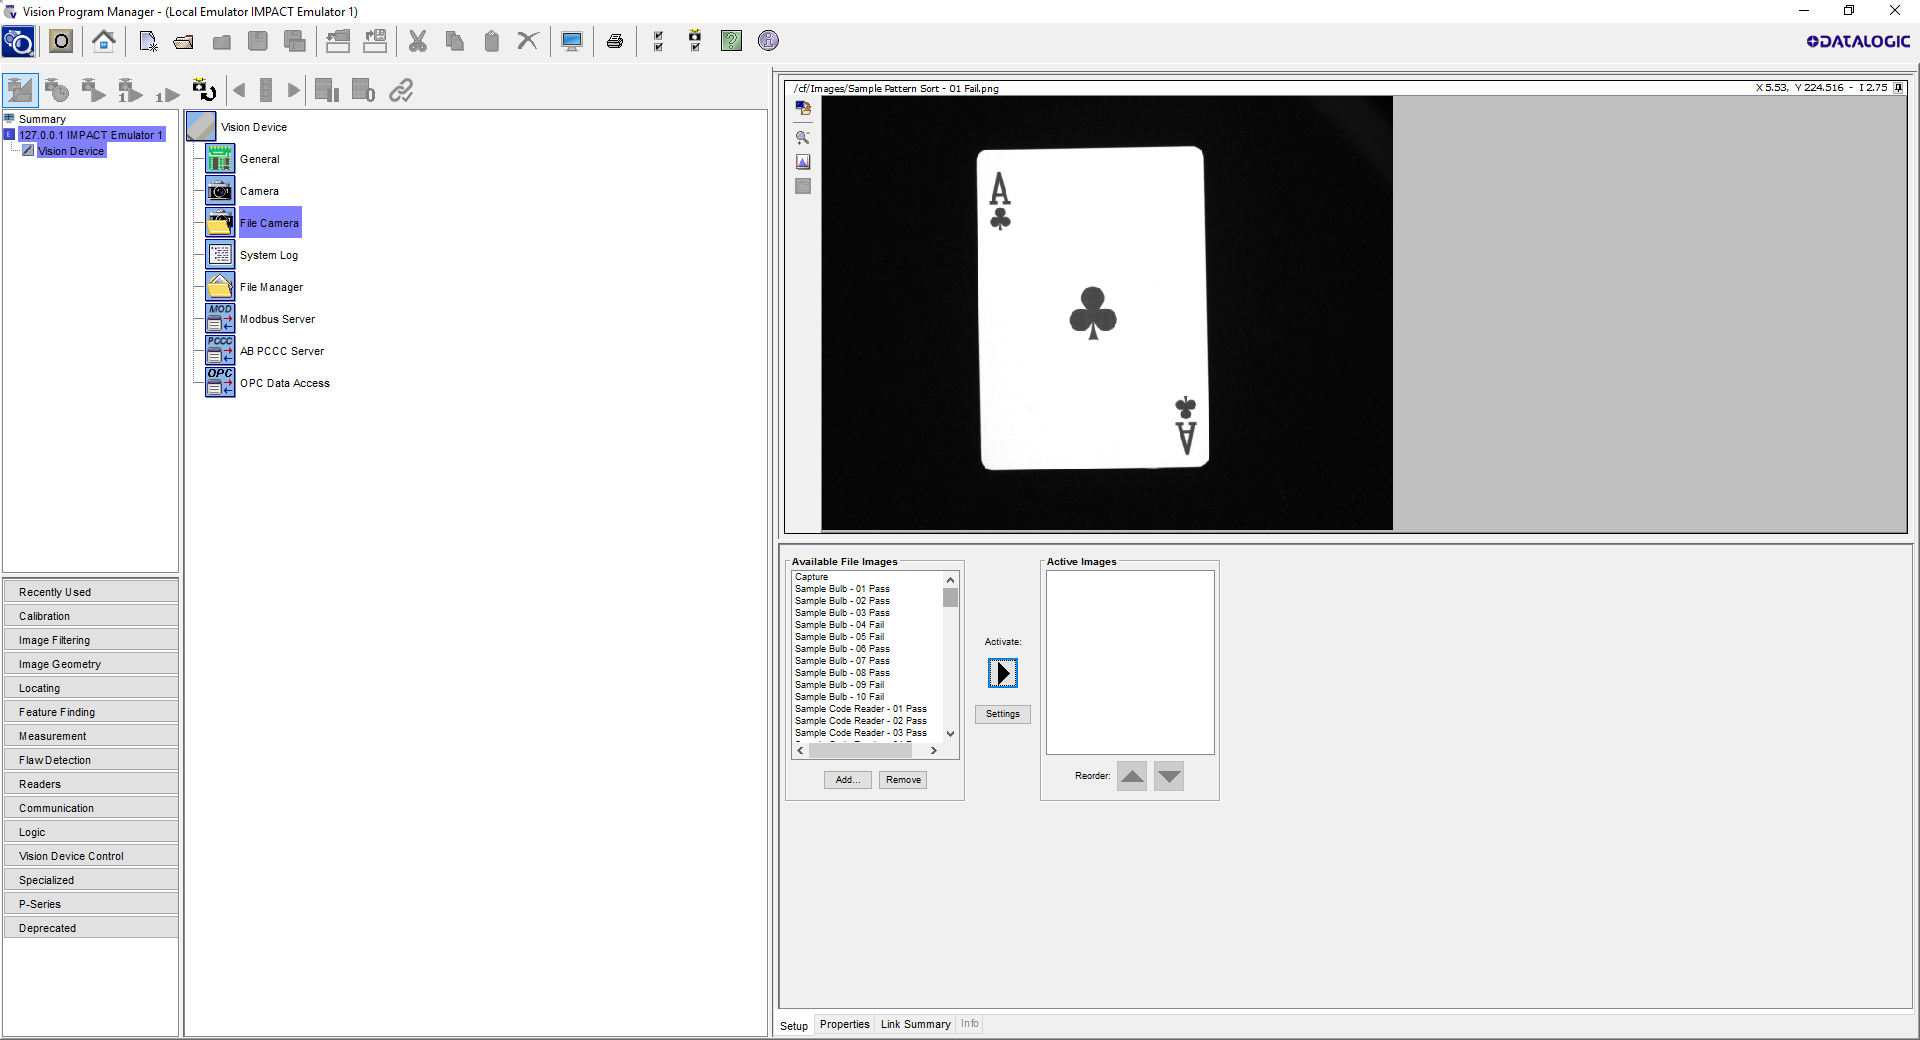 Vision Program Manager - (Local Emulator IMPACT Emulator 1)
DATALOGIC
Summary
127.0.0.1 IMPACT Emulator 1
Vision Device
Recently Used
Calibration
Image Filtering
Image Geometry
Locating
Feature Finding
Measurement
Flaw Detection
Readers
Communication
Logic
Vision Device Control
Specialized
P-Series
Deprecated
Vision Device
General
Camera
File Camera
System Log
File Manager
MOD
Modbus Server
PCCC
AB PCCC Server
OPC
OPC Data Access
/cf/Images/Sample Pattern Sort - 01 Fail.png
X 5.53, Y 224.516 - I 2.75
A
A
Available File Images
Capture
Sample Bulb - 01 Pass
Sample Bulb - 02 Pass
Sample Bulb - 03 Pass
Sample Bulb - 04 Fail
Sample Bulb - 05 Fail
Sample Bulb - 06 Pass
Sample Bulb - 07 Pass
Sample Bulb - 08 Pass
Sample Bulb - 09 Fail
Sample Bulb - 10 Fail
Sample Code Reader - 01 Pass
Sample Code Reader - 02 Pass
Sample Code Reader - 03 Pass
Add...
Remove
Activate:
Settings
Active Images
Reorder:
Setup
Properties
Link Summary
Info